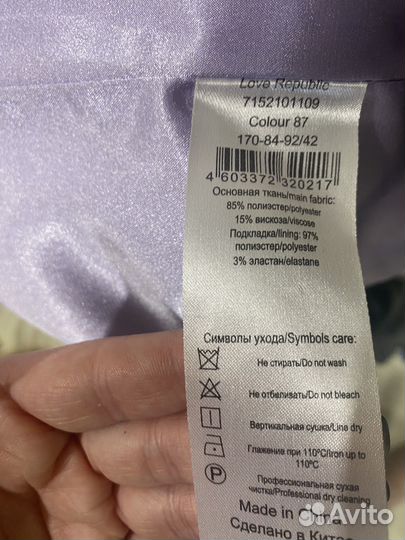 Love Republic
7152101109
Colour 87
170-84-92/42
4 603372 320217
Основная ткань/main fabric:
85% полиэстер/polyester
15% вискоза/viscose
Подкладка/lining: 97%
полиэстер/polyester
3% эластан/elastane
Символы ухода/Symbols care:
Не стирать/Do not wash
Не отбеливать/Do not bleach
Вертикальная сушка/Line dry
Глажение при 110°C/Iron up to
110°C
P
Профессиональная сухая
чистка/Professional dry cleaning
Made in China
Сделано в Китае
Avito